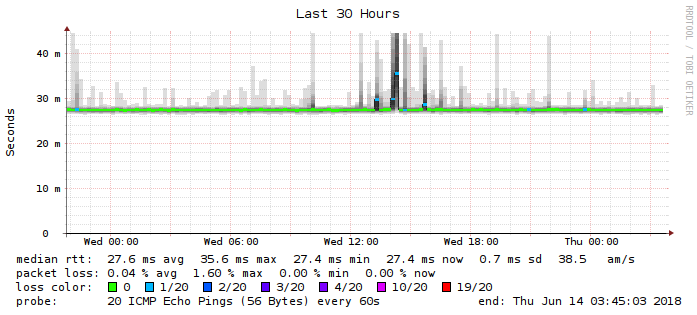 Last 30 Hours
RRDTOOL / TOBI OETIKER
Seconds
40 m
30 m
20 m
10 m
0
Wed 00:00 Wed 06:00 Wed 12:00 Wed 18:00 Thu 00:00
median rtt: 27.6 ms avg 35.6 ms max 27.4 ms min 27.4 ms now 0.7 ms sd 38.5 am/s
packet loss: 0.04 % avg 1.60 % max 0.00 % min 0.00 % now
loss color: 0 1/20 2/20 3/20 4/20 10/20 19/20
probe: 20 ICMP Echo Pings (56 Bytes) every 60s end: Thu Jun 14 03:45:03 2018